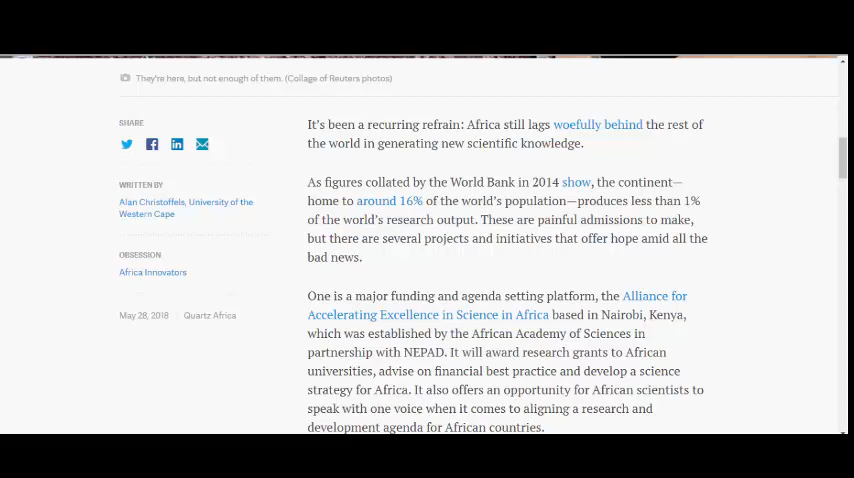 They're here, but not enough of them. (Collage of Reuters photos)
SHARE
WRITTEN BY
Alan Christoffels, University of the
Western Cape
OBSESSION
Africa Innovators
May 28, 2018 Quartz Africa
It's been a recurring refrain: Africa still lags woefully behind the rest of
the world in generating new scientific knowledge.
As figures collated by the World Bank in 2014 show, the continent—
home to around 16% of the world's population—produces less than 1%
of the world's research output. These are painful admissions to make,
but there are several projects and initiatives that offer hope amid all the
bad news.
One is a major funding and agenda setting platform, the Alliance for
Accelerating Excellence in Science in Africa based in Nairobi, Kenya,
which was established by the African Academy of Sciences in
partnership with NEPAD. It will award research grants to African
universities, advise on financial best practice and develop a science
strategy for Africa. It also offers an opportunity for African scientists to
speak with one voice when it comes to aligning a research and
development agenda for African countries.